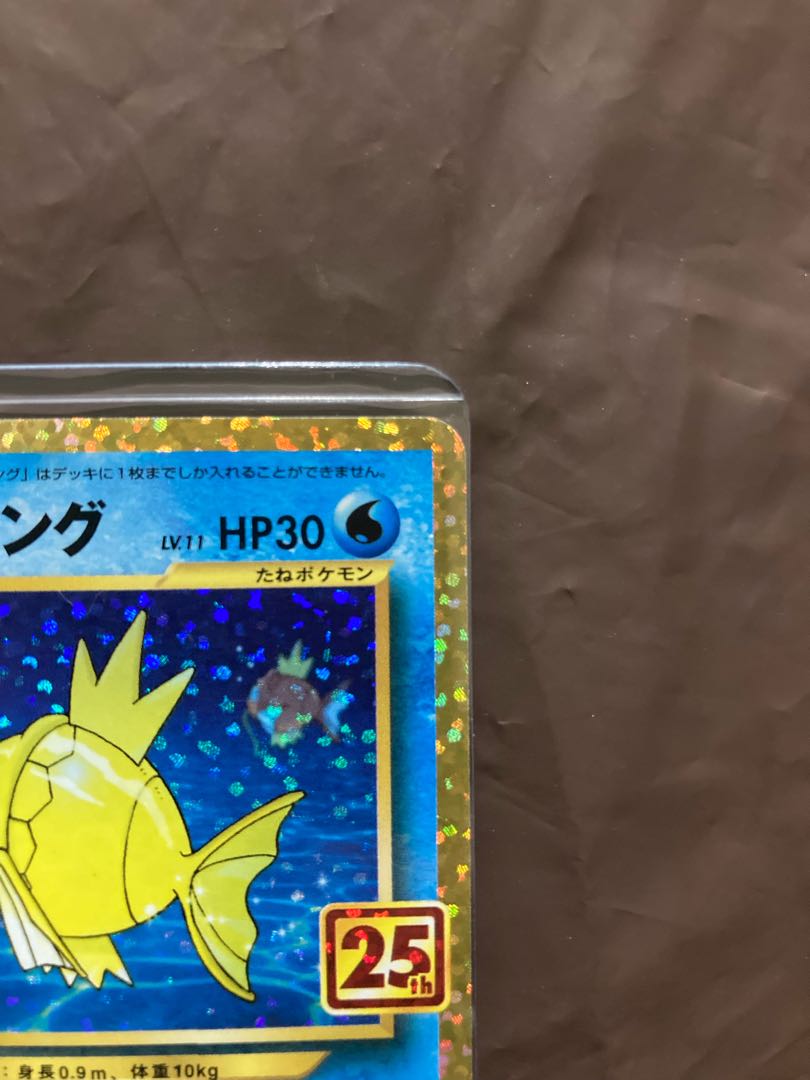 ング」はデッキに1枚までしか入れることができません。
ング LV.11 HP30
たねポケモン
25th
：身長0.9m、体重10kg